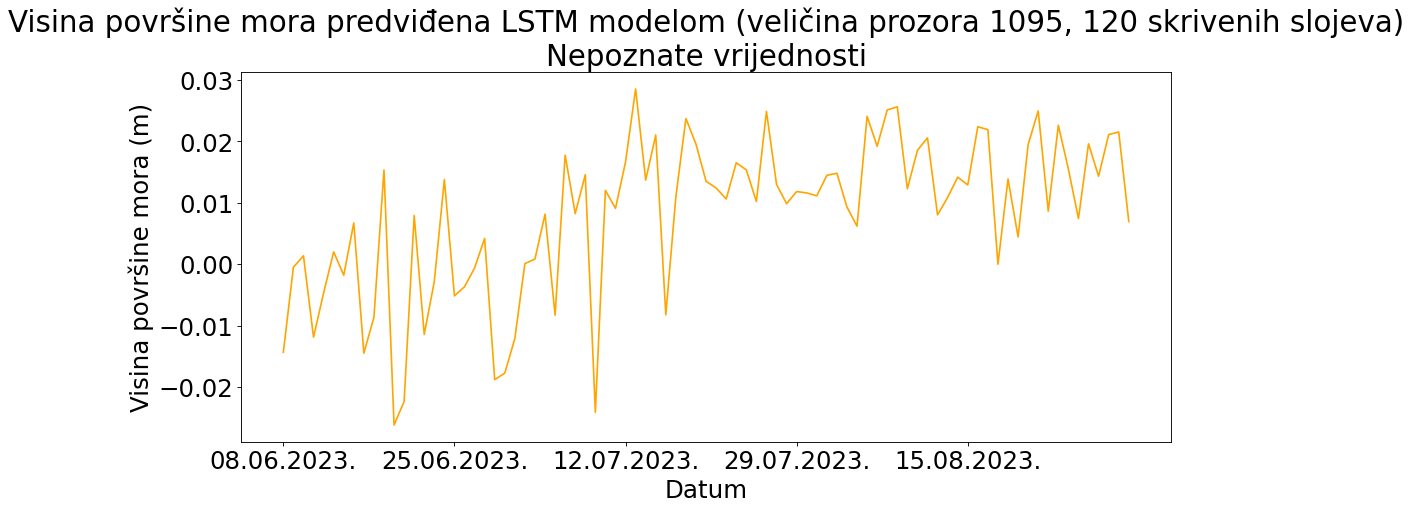 Visina površine mora predviđena LSTM modelom (veličina prozora 1095, 120 skrivenih slojeva)
Nepoznate vrijednosti
Visina površine mora (m)
0.03
0.02
0.01
0.00
−0.01
−0.02
08.06.2023. 25.06.2023. 12.07.2023. 29.07.2023. 15.08.2023.
Datum